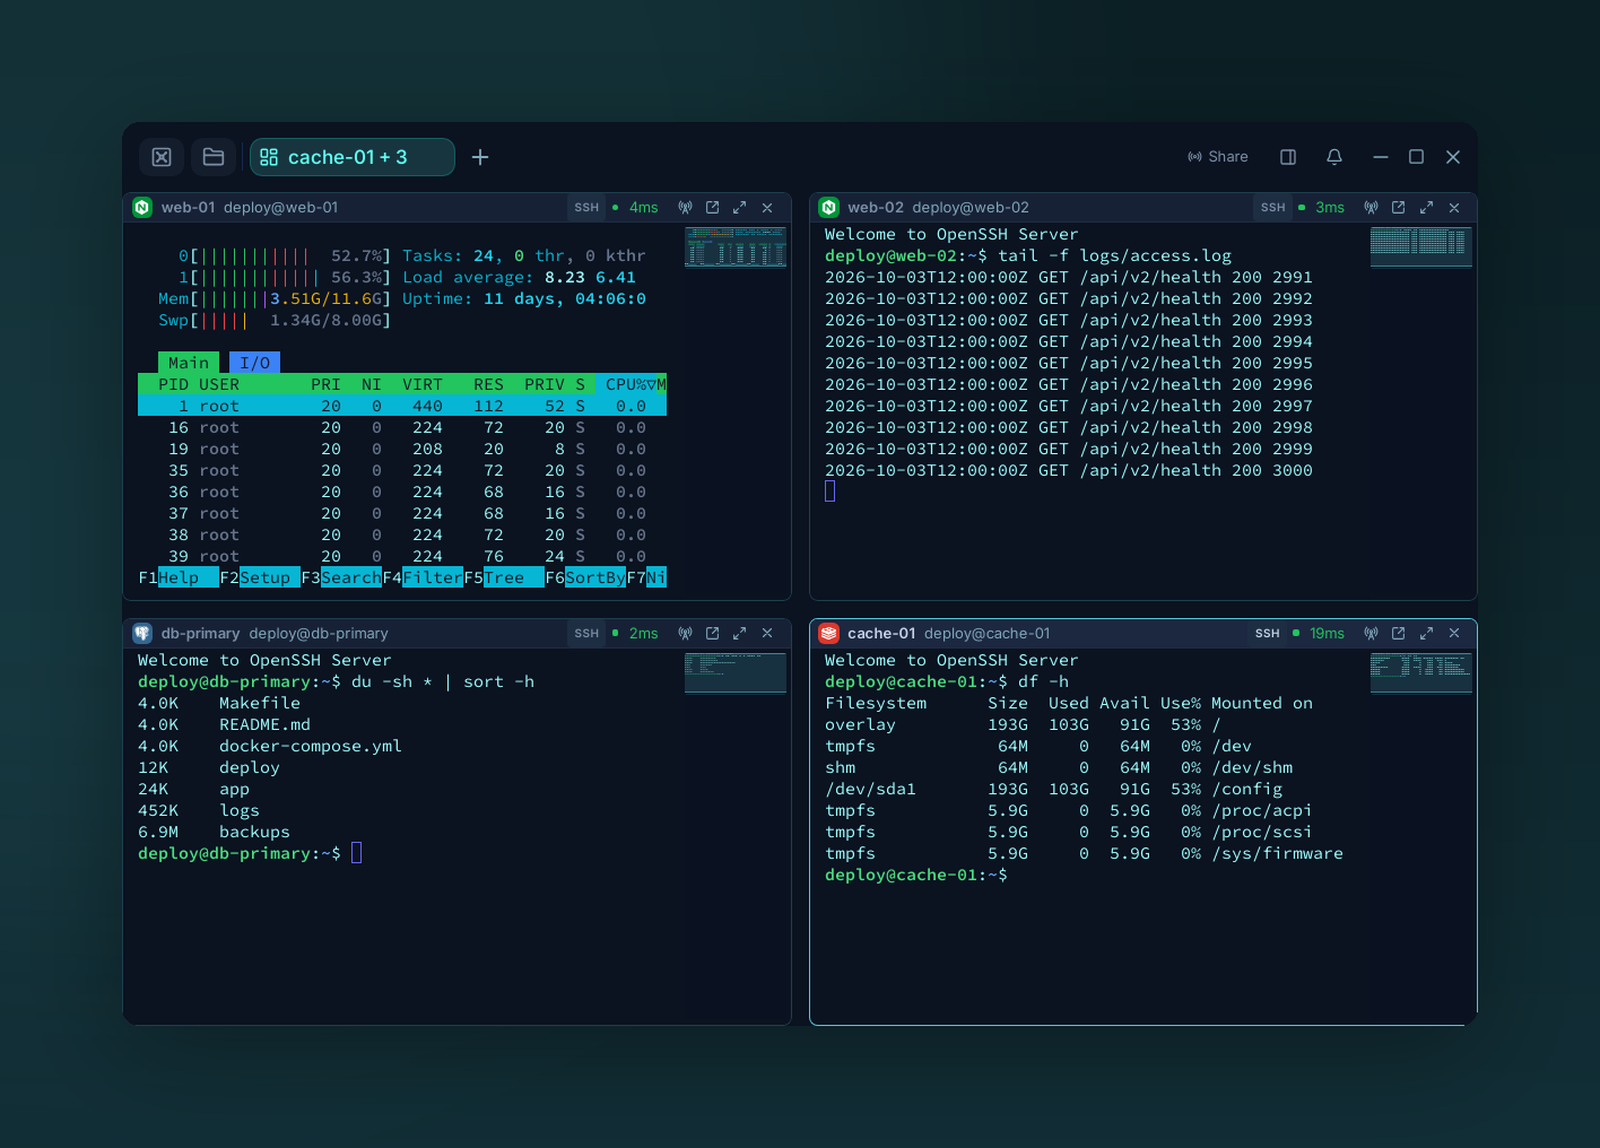 cache-01 + 3
Share
web-01 deploy@web-01 SSH 4ms
0[|||||||||||  52.7%] Tasks: 24, 0 thr, 0 kthr
1[||||||||||||  56.3%] Load average: 8.23 6.41
Mem[|||||||3.51G/11.6G] Uptime: 11 days, 04:06:0
Swp[|||||  1.34G/8.00G]
Main I/O
PID USER PRI NI VIRT RES PRIV S CPU%▽M
1 root 20 0 440 112 52 S 0.0
16 root 20 0 224 72 20 S 0.0
19 root 20 0 208 20 8 S 0.0
35 root 20 0 224 72 20 S 0.0
36 root 20 0 224 68 16 S 0.0
37 root 20 0 224 68 16 S 0.0
38 root 20 0 224 72 20 S 0.0
39 root 20 0 224 76 24 S 0.0
F1Help F2Setup F3SearchF4FilterF5Tree F6SortByF7Ni
web-02 deploy@web-02 SSH 3ms
Welcome to OpenSSH Server
deploy@web-02:~$ tail -f logs/access.log
2026-10-03T12:00:00Z GET /api/v2/health 200 2991
2026-10-03T12:00:00Z GET /api/v2/health 200 2992
2026-10-03T12:00:00Z GET /api/v2/health 200 2993
2026-10-03T12:00:00Z GET /api/v2/health 200 2994
2026-10-03T12:00:00Z GET /api/v2/health 200 2995
2026-10-03T12:00:00Z GET /api/v2/health 200 2996
2026-10-03T12:00:00Z GET /api/v2/health 200 2997
2026-10-03T12:00:00Z GET /api/v2/health 200 2998
2026-10-03T12:00:00Z GET /api/v2/health 200 2999
2026-10-03T12:00:00Z GET /api/v2/health 200 3000
db-primary deploy@db-primary SSH 2ms
Welcome to OpenSSH Server
deploy@db-primary:~$ du -sh * | sort -h
4.0K Makefile
4.0K README.md
4.0K docker-compose.yml
12K deploy
24K app
452K logs
6.9M backups
deploy@db-primary:~$
cache-01 deploy@cache-01 SSH 19ms
Welcome to OpenSSH Server
deploy@cache-01:~$ df -h
Filesystem Size Used Avail Use% Mounted on
overlay 193G 103G 91G 53% /
tmpfs 64M 0 64M 0% /dev
shm 64M 0 64M 0% /dev/shm
/dev/sda1 193G 103G 91G 53% /config
tmpfs 5.9G 0 5.9G 0% /proc/acpi
tmpfs 5.9G 0 5.9G 0% /proc/scsi
tmpfs 5.9G 0 5.9G 0% /sys/firmware
deploy@cache-01:~$